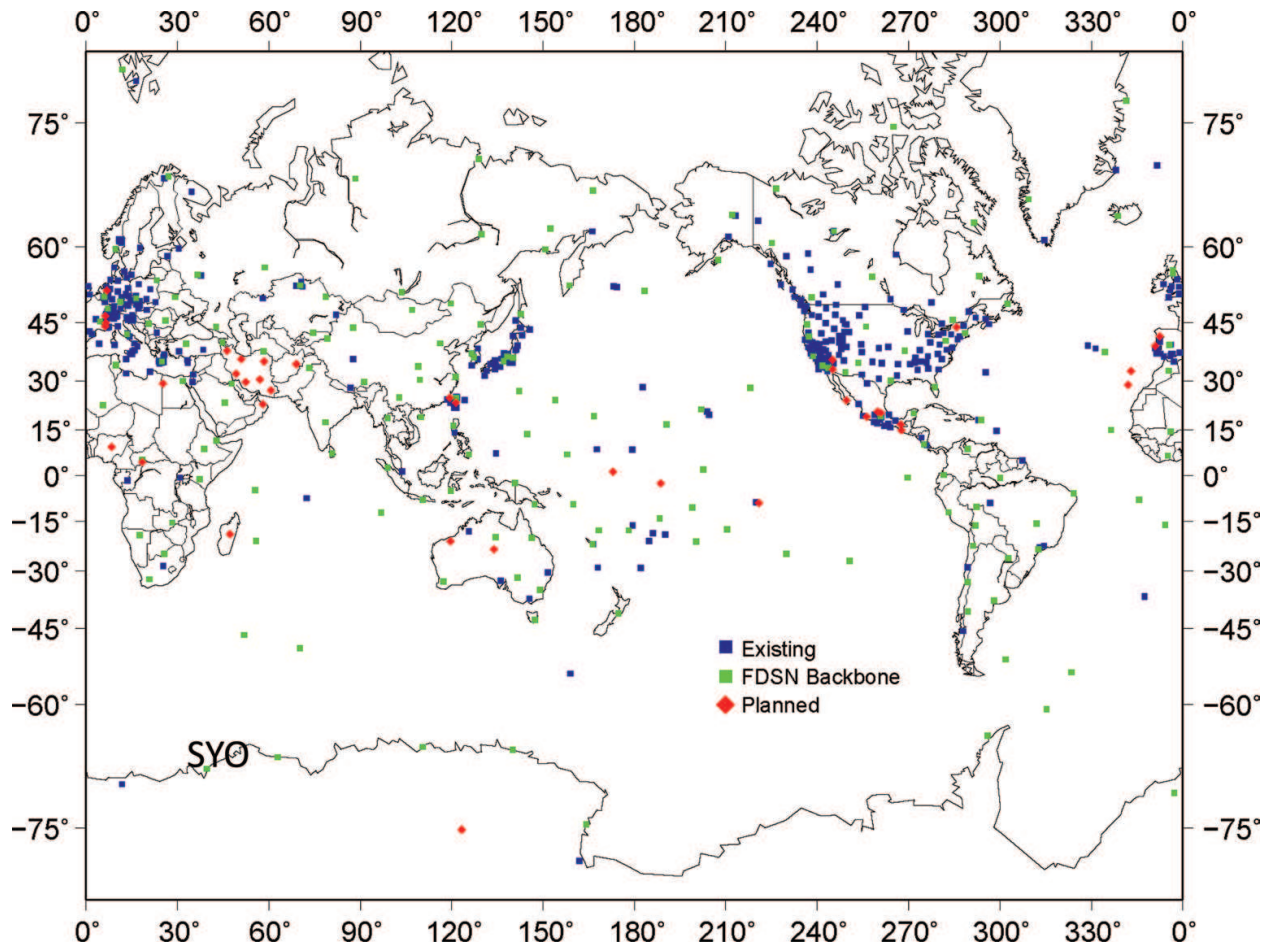 0 30° 60° 90° 120° 150° 180° 210° 240° 270° 300° 330° 0°
75° 75°
60° 60°
45° 45°
30° 30°
15° 15°
0° 0°
−15° −15°
−30° −30°
−45° −45°
Existing
FDSN Backbone
Planned
−60° −60°
SYO
−75° −75°
0° 30° 60° 90° 120° 150° 180° 210° 240° 270° 300° 330° 0°